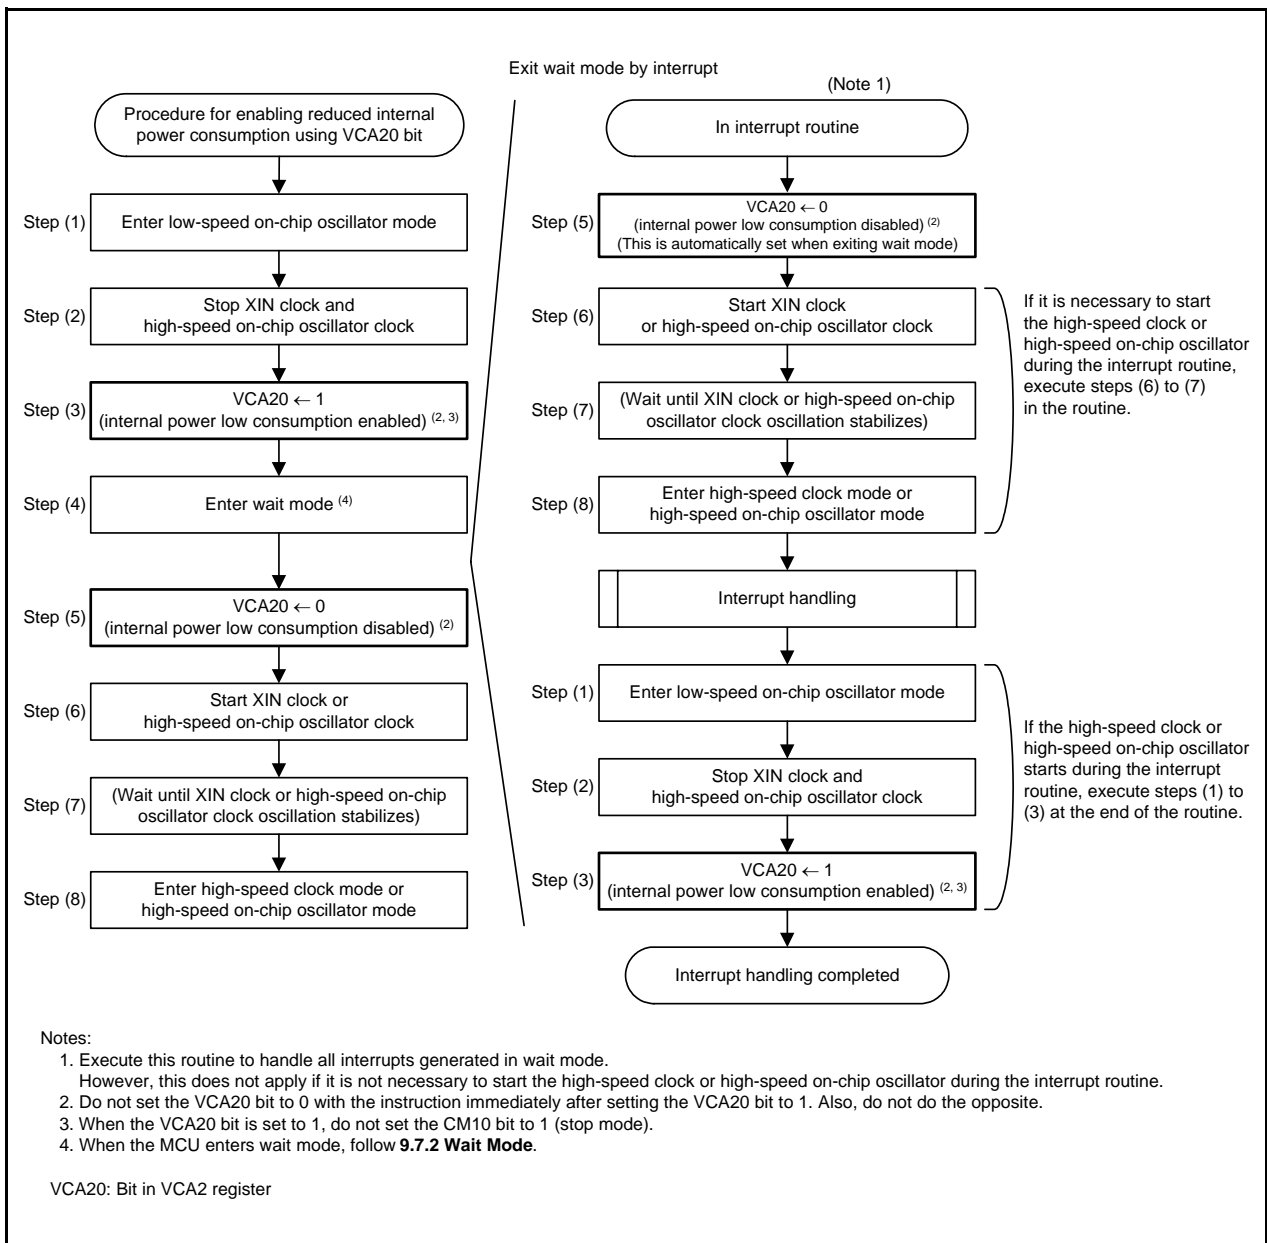 Exit wait mode by interrupt
(Note 1)
Procedure for enabling reduced internal
power consumption using VCA20 bit
Step (1)
Enter low-speed on-chip oscillator mode
Step (2)
Stop XIN clock and
high-speed on-chip oscillator clock
Step (3)
VCA20 ← 1
(internal power low consumption enabled) (2, 3)
Step (4)
Enter wait mode (4)
Step (5)
VCA20 ← 0
(internal power low consumption disabled) (2)
Step (6)
Start XIN clock or
high-speed on-chip oscillator clock
Step (7)
(Wait until XIN clock or high-speed on-chip
oscillator clock oscillation stabilizes)
Step (8)
Enter high-speed clock mode or
high-speed on-chip oscillator mode
In interrupt routine
Step (5)
VCA20 ← 0
(internal power low consumption disabled) (2)
(This is automatically set when exiting wait mode)
Step (6)
Start XIN clock
or high-speed on-chip oscillator clock
Step (7)
(Wait until XIN clock or high-speed on-chip
oscillator clock oscillation stabilizes)
Step (8)
Enter high-speed clock mode or
high-speed on-chip oscillator mode
If it is necessary to start
the high-speed clock or
high-speed on-chip oscillator
during the interrupt routine,
execute steps (6) to (7)
in the routine.
Interrupt handling
Step (1)
Enter low-speed on-chip oscillator mode
Step (2)
Stop XIN clock and
high-speed on-chip oscillator clock
Step (3)
VCA20 ← 1
(internal power low consumption enabled) (2, 3)
If the high-speed clock or
high-speed on-chip oscillator
starts during the interrupt
routine, execute steps (1) to
(3) at the end of the routine.
Interrupt handling completed
Notes:
1. Execute this routine to handle all interrupts generated in wait mode.
However, this does not apply if it is not necessary to start the high-speed clock or high-speed on-chip oscillator during the interrupt routine.
2. Do not set the VCA20 bit to 0 with the instruction immediately after setting the VCA20 bit to 1. Also, do not do the opposite.
3. When the VCA20 bit is set to 1, do not set the CM10 bit to 1 (stop mode).
4. When the MCU enters wait mode, follow 9.7.2 Wait Mode.
VCA20: Bit in VCA2 register